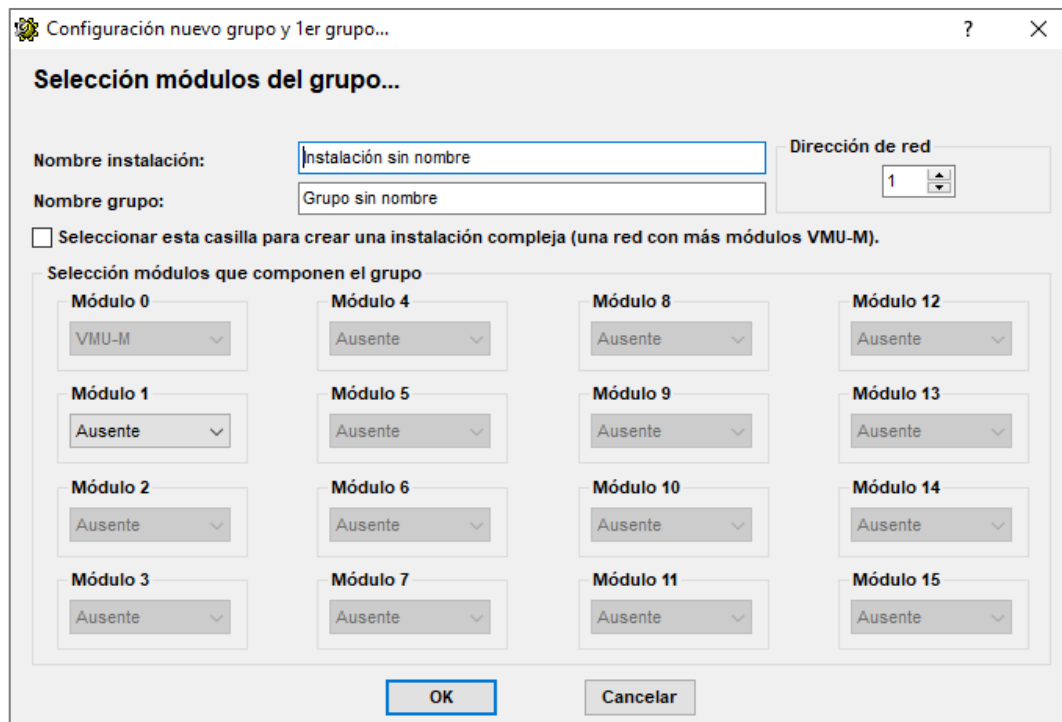 Configuración nuevo grupo y 1er grupo...
?
Selección módulos del grupo...
Nombre instalación:
Instalación sin nombre
Dirección de red
1
Nombre grupo:
Grupo sin nombre
Seleccionar esta casilla para crear una instalación compleja (una red con más módulos VMU-M).
Selección módulos que componen el grupo
Módulo 0
VMU-M
Módulo 4
Ausente
Módulo 8
Ausente
Módulo 12
Ausente
Módulo 1
Ausente
Módulo 5
Ausente
Módulo 9
Ausente
Módulo 13
Ausente
Módulo 2
Ausente
Módulo 6
Ausente
Módulo 10
Ausente
Módulo 14
Ausente
Módulo 3
Ausente
Módulo 7
Ausente
Módulo 11
Ausente
Módulo 15
Ausente
OK
Cancelar